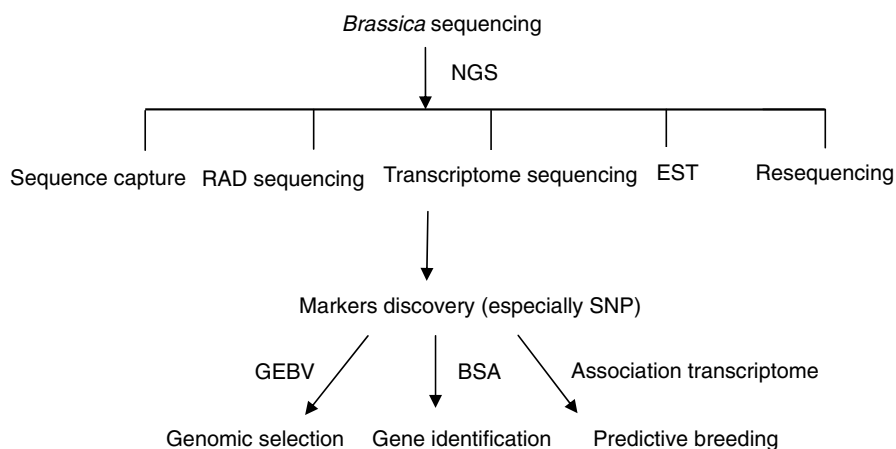 Brassica sequencing
NGS
Sequence capture
RAD sequencing
Transcriptome sequencing
EST
Resequencing
Markers discovery (especially SNP)
GEBV
BSA
Association transcriptome
Genomic selection
Gene identification
Predictive breeding